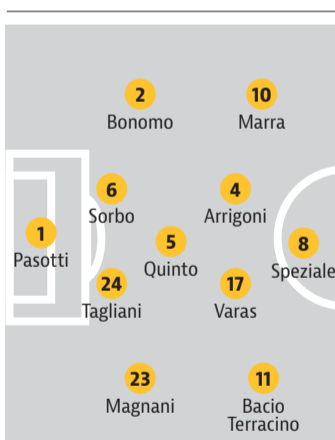 2
Bonomo
10
Marra
6
Sorbo
4
Arrigoni
1
Pasotti
5
Quinto
8
Speziale
24
Tagliani
17
Varas
23
Magnani
11
Bacio
Terracino